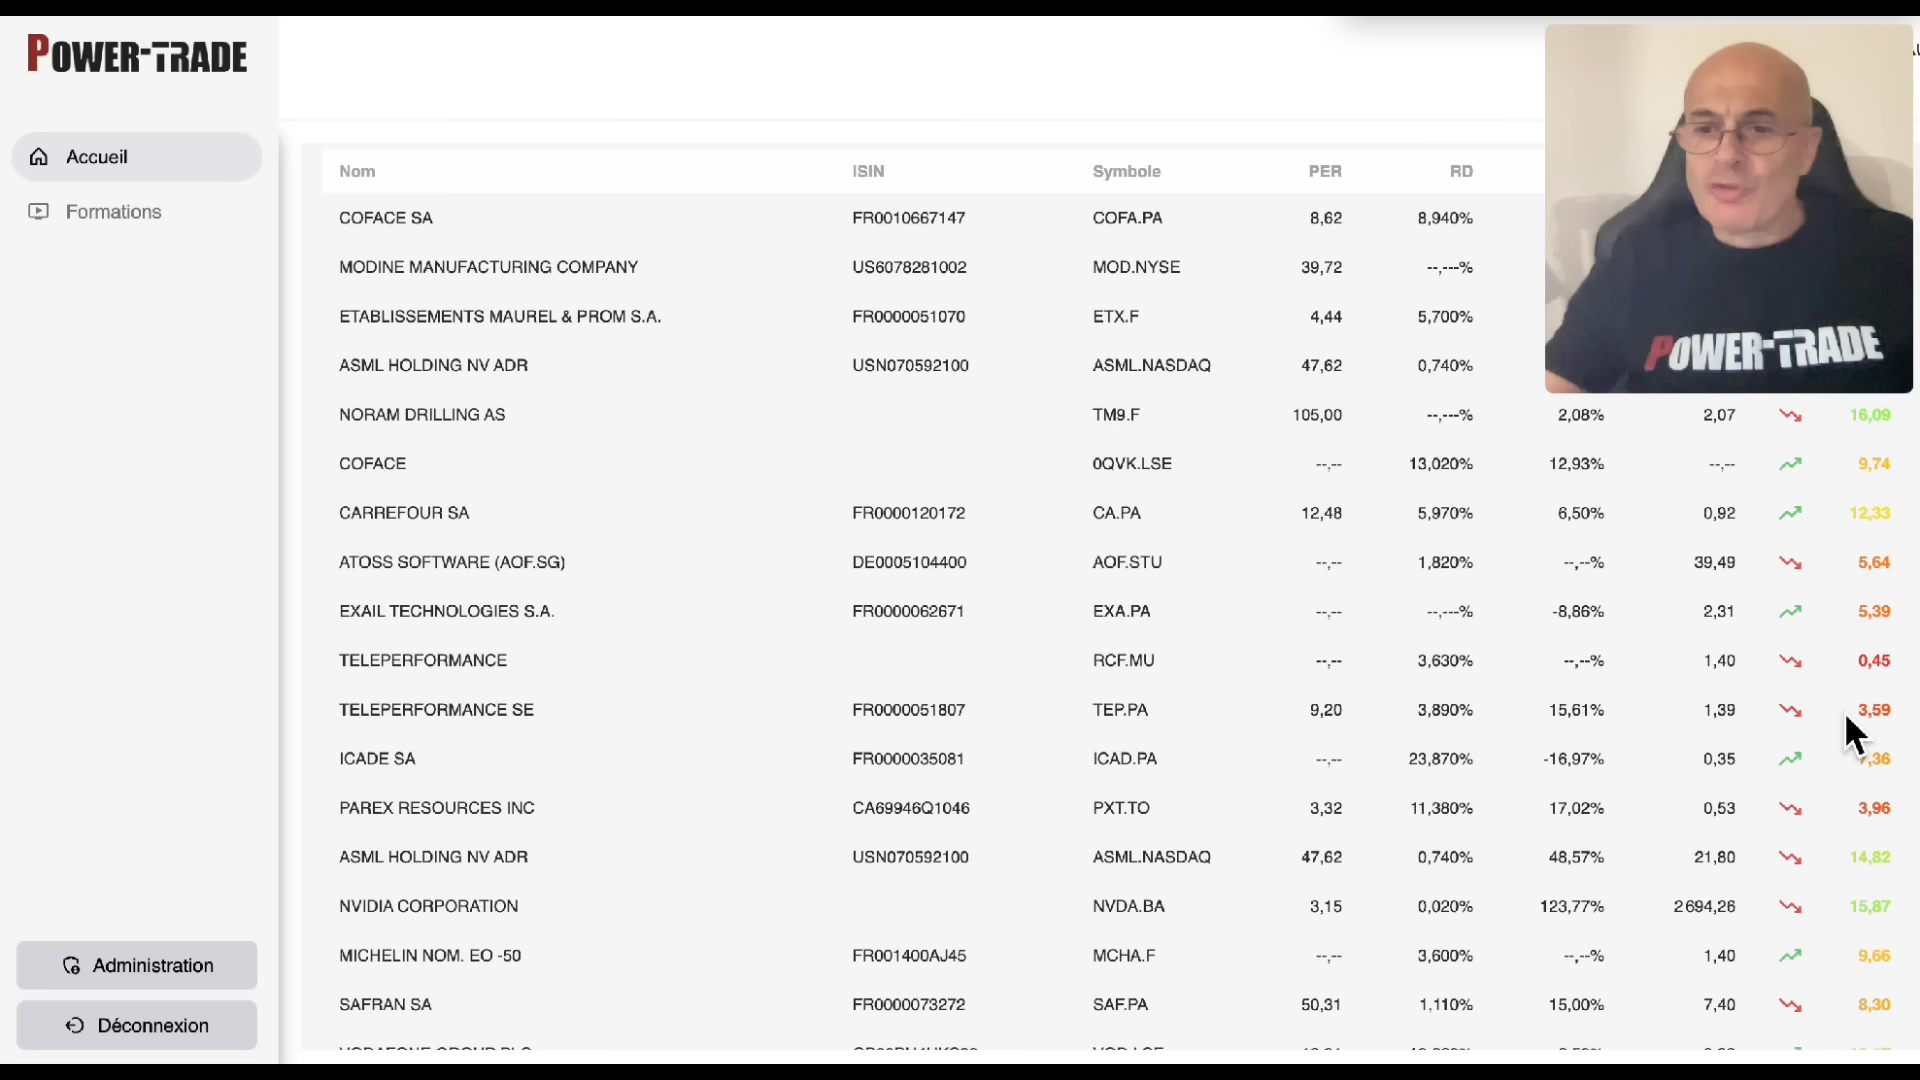 POWER-TRADE
Accueil
Formations
Administration
Déconnexion
Nom ISIN Symbole PER RD
COFACE SA FR0010667147 COFA.PA 8,62 8,940%
MODINE MANUFACTURING COMPANY US6078281002 MOD.NYSE 39,72 --,---%
ETABLISSEMENTS MAUREL & PROM S.A. FR0000051070 ETX.F 4,44 5,700%
ASML HOLDING NV ADR USN070592100 ASML.NASDAQ 47,62 0,740%
NORAM DRILLING AS TM9.F 105,00 --,---% 2,08% 2,07 16,09
COFACE 0QVK.LSE --,-- 13,020% 12,93% --,-- 9,74
CARREFOUR SA FR0000120172 CA.PA 12,48 5,970% 6,50% 0,92 12,33
ATOSS SOFTWARE (AOF.SG) DE0005104400 AOF.STU --,-- 1,820% --,--% 39,49 5,64
EXAIL TECHNOLOGIES S.A. FR0000062671 EXA.PA --,-- --,---% -8,86% 2,31 5,39
TELEPERFORMANCE RCF.MU --,-- 3,630% --,--% 1,40 0,45
TELEPERFORMANCE SE FR0000051807 TEP.PA 9,20 3,890% 15,61% 1,39 3,59
ICADE SA FR0000035081 ICAD.PA --,-- 23,870% -16,97% 0,35
PAREX RESOURCES INC CA69946Q1046 PXT.TO 3,32 11,380% 17,02% 0,53 3,96
ASML HOLDING NV ADR USN070592100 ASML.NASDAQ 47,62 0,740% 48,57% 21,80 14,82
NVIDIA CORPORATION NVDA.BA 3,15 0,020% 123,77% 2 694,26 15,87
MICHELIN NOM. EO -50 FR001400AJ45 MCHA.F --,-- 3,600% --,--% 1,40 9,66
SAFRAN SA FR0000073272 SAF.PA 50,31 1,110% 15,00% 7,40 8,30
POWER-TRADE